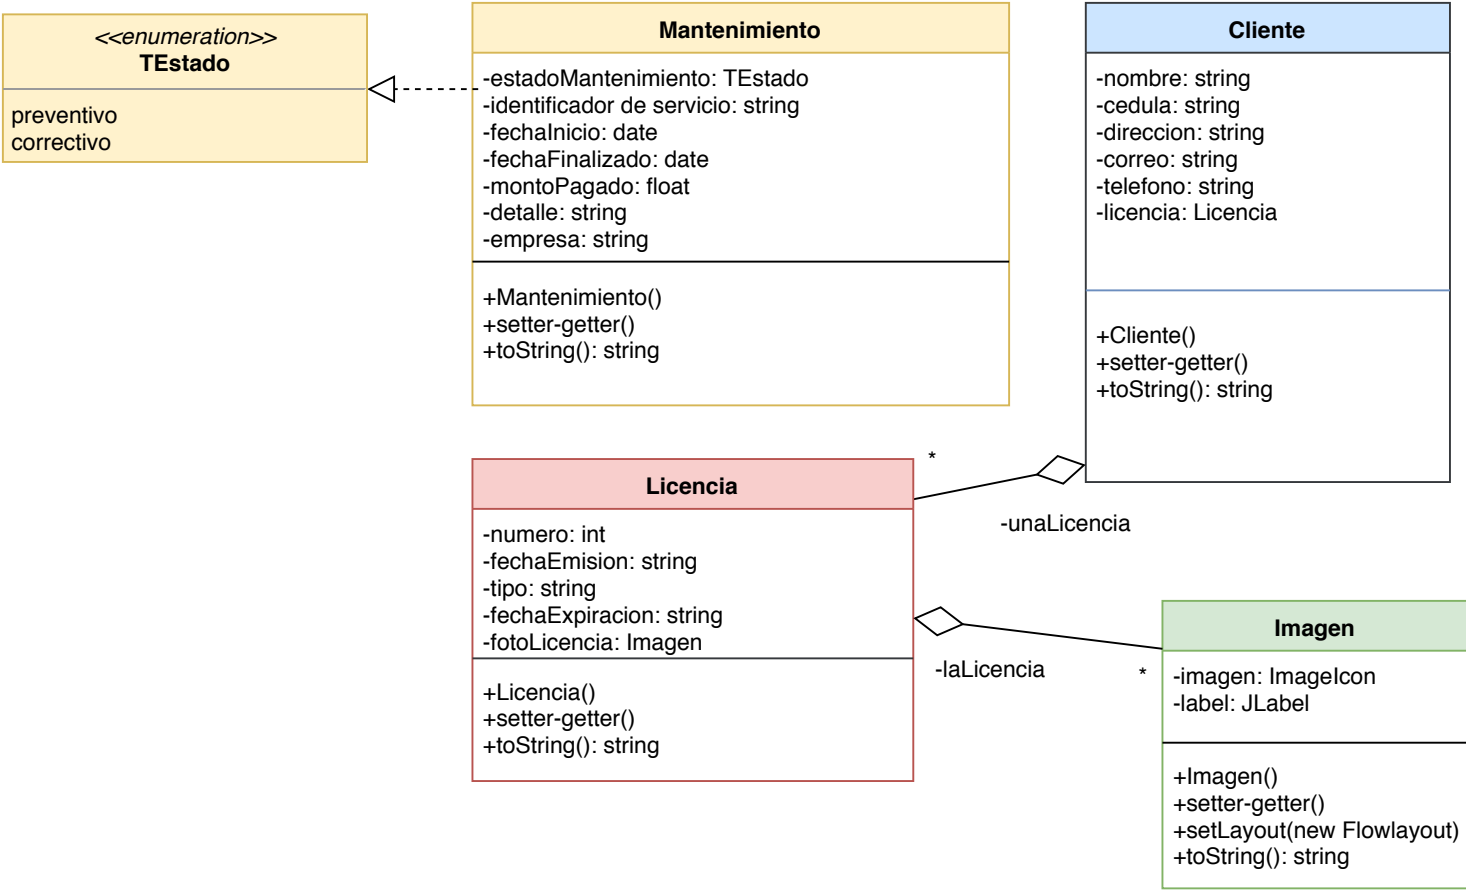 <<enumeration>>
TEstado
preventivo
correctivo
Mantenimiento
-estadoMantenimiento: TEstado
-identificador de servicio: string
-fechaInicio: date
-fechaFinalizado: date
-montoPagado: float
-detalle: string
-empresa: string
+Mantenimiento()
+setter-getter()
+toString(): string
Cliente
-nombre: string
-cedula: string
-direccion: string
-correo: string
-telefono: string
-licencia: Licencia
+Cliente()
+setter-getter()
+toString(): string
*
-unaLicencia
Licencia
-numero: int
-fechaEmision: string
-tipo: string
-fechaExpiracion: string
-fotoLicencia: Imagen
+Licencia()
+setter-getter()
+toString(): string
-laLicencia
*
Imagen
-imagen: ImageIcon
-label: JLabel
+Imagen()
+setter-getter()
+setLayout(new Flowlayout)
+toString(): string